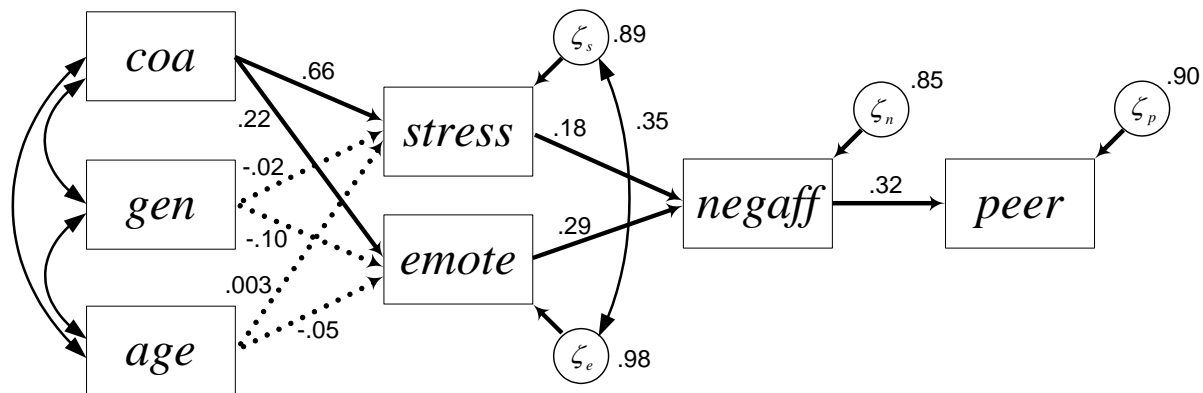 coa
gen
age
.66
.22
-.02
-.10
.003
-.05
stress
emote
ζs
.89
ζe
.98
.35
.18
.29
negaff
ζn
.85
.32
peer
ζp
.90